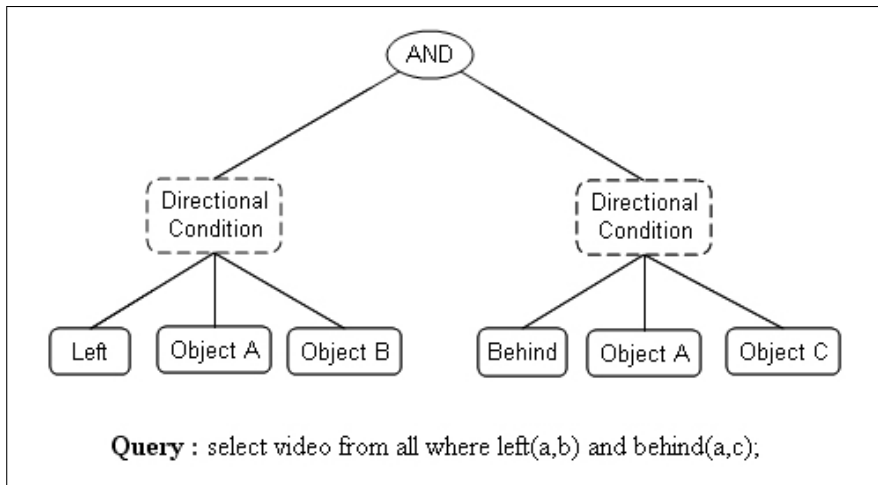 AND
Directional
Condition
Directional
Condition
Left
Object A
Object B
Behind
Object A
Object C
Query : select video from all where left(a,b) and behind(a,c);